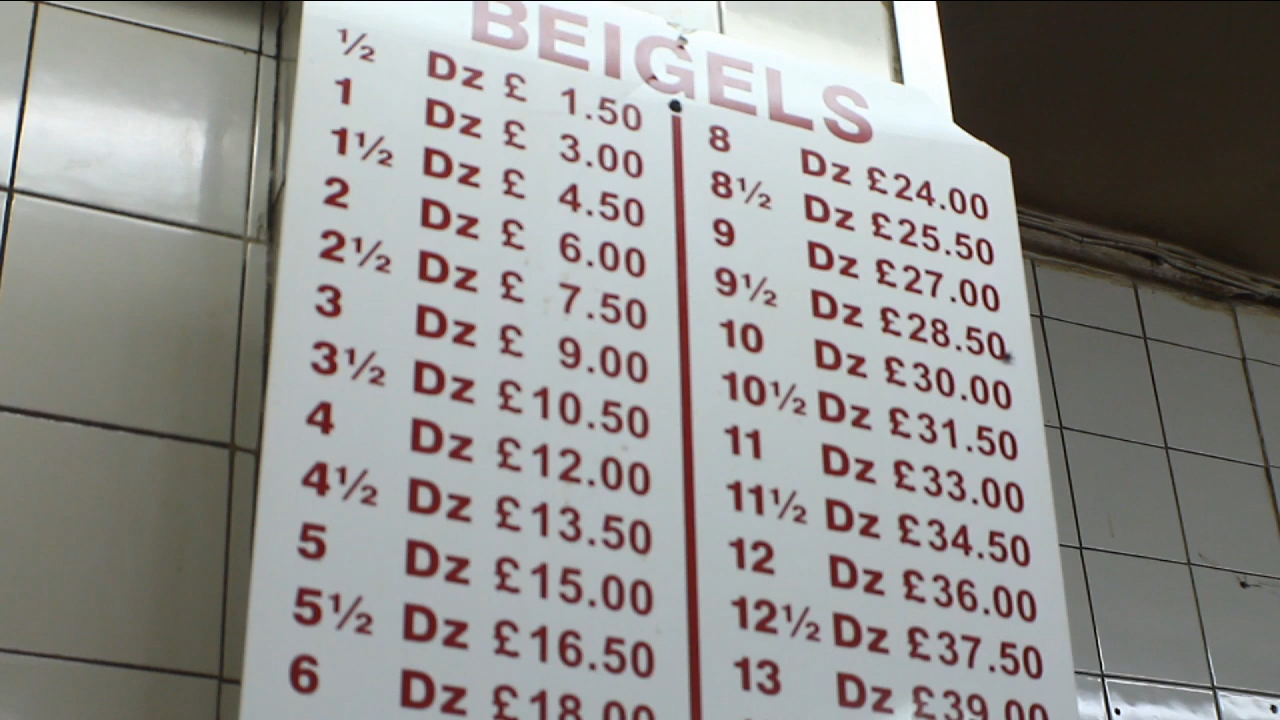 BEIGELS
½ Dz £ 1.50
1 Dz £ 3.00
1½ Dz £ 4.50
2 Dz £ 6.00
2½ Dz £ 7.50
3 Dz £ 9.00
3½ Dz £10.50
4 Dz £12.00
4½ Dz £13.50
5 Dz £15.00
5½ Dz £16.50
6 Dz £18.00
8 Dz £24.00
8½ Dz £25.50
9 Dz £27.00
9½ Dz £28.50
10 Dz £30.00
10½ Dz £31.50
11 Dz £33.00
11½ Dz £34.50
12 Dz £36.00
12½ Dz £37.50
13 Dz £39.00